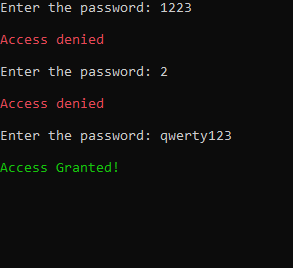 Enter the password: 1223
Access denied
Enter the password: 2
Access denied
Enter the password: qwerty123
Access Granted!